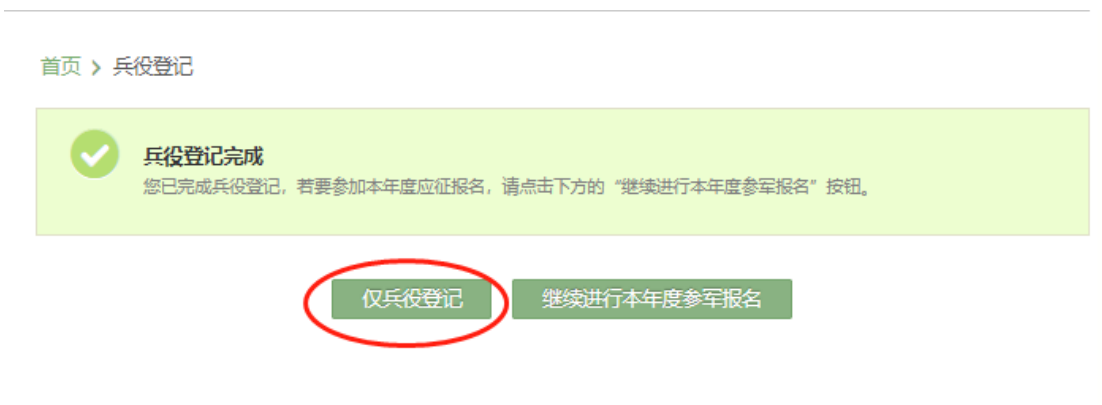 首页 > 兵役登记
兵役登记完成
您已完成兵役登记，若要参加本年度应征报名，请点击下方的“继续进行本年度参军报名”按钮。
仅兵役登记 继续进行本年度参军报名